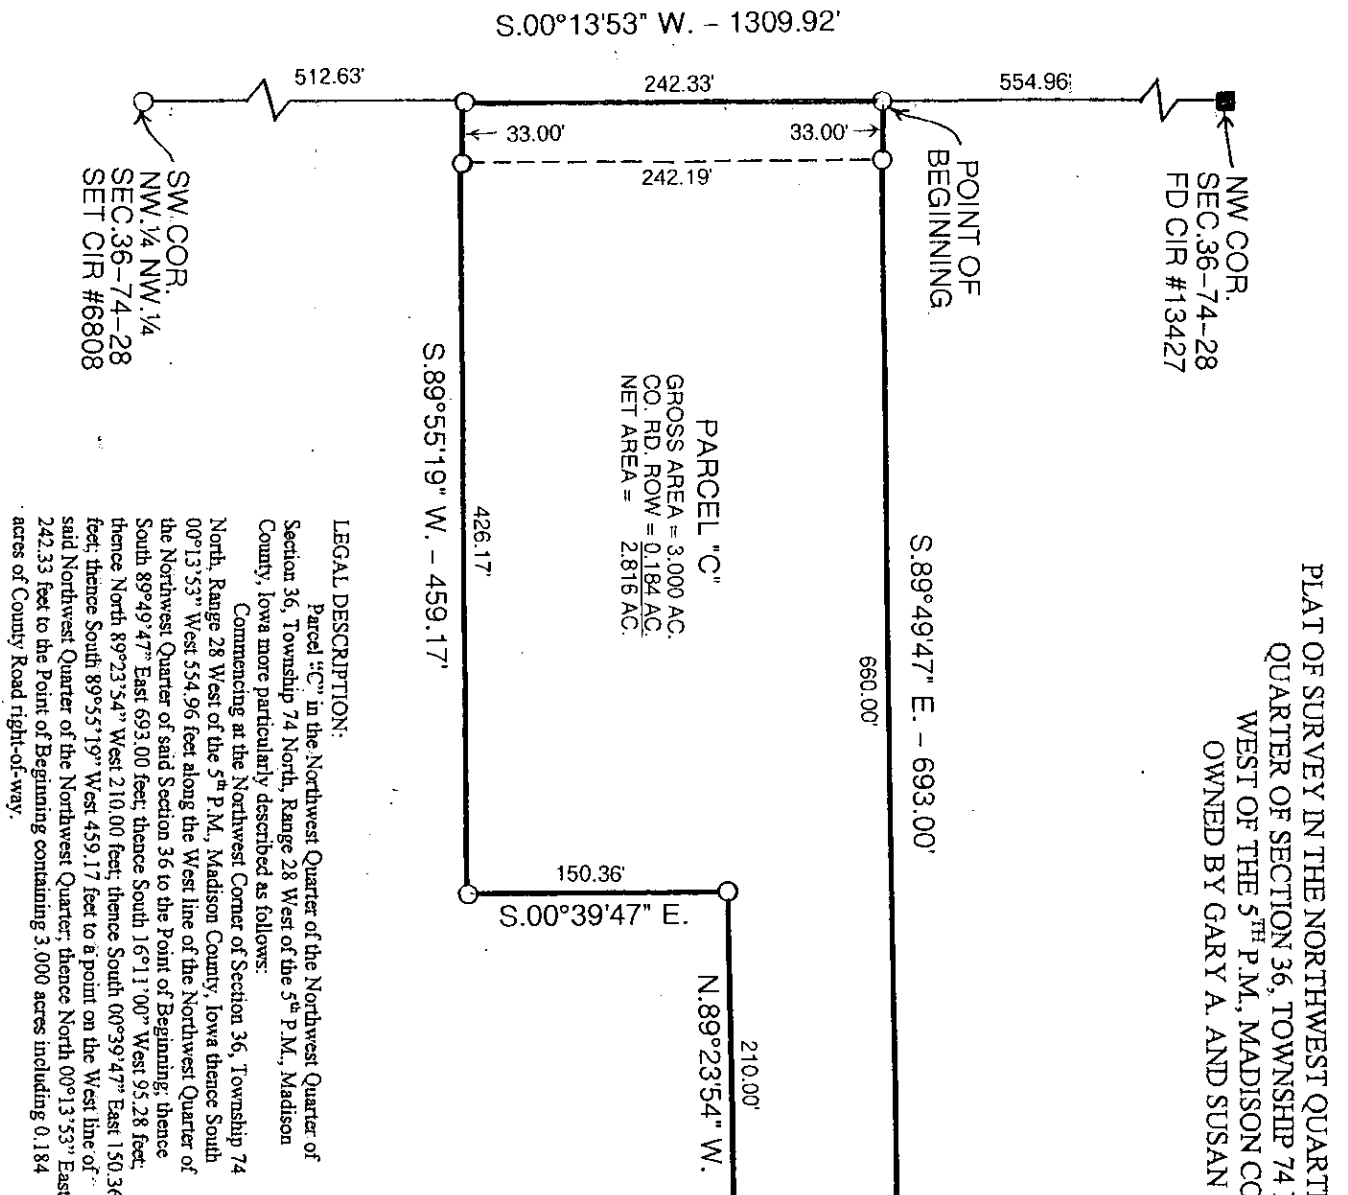 PLAT OF SURVEY IN THE NORTHWEST
QUARTER OF SECTION 36, TOWNSHIP 74
WEST OF THE 5TH P.M., MADISON
OWNED BY GARY A. AND SUSAN
S.00°13'53" W. – 1309.92'
512.63'
242.33'
554.96'
33.00'
33.00'
242.19'
NW COR.
SEC.36–74–28
FD CIR #13427
POINT OF
BEGINNING
SW COR.
NW.¼ NW.¼
SEC.36–74–28
SET CIR #6808
S.89°49'47" E. – 693.00'
660.00'
PARCEL "C"
GROSS AREA = 3.000 AC.
CO. RD. ROW = 0.184 AC.
NET AREA = 2.816 AC.
426.17'
S.89°55'19" W. – 459.17'
150.36'
S.00°39'47" E.
210.00'
N.89°23'54" W.
LEGAL DESCRIPTION:
Parcel "C" in the Northwest Quarter of the Northwest Quarter of
Section 36, Township 74 North, Range 28 West of the 5th P.M., Madison
County, Iowa more particularly described as follows:
Commencing at the Northwest Corner of Section 36, Township 74
North, Range 28 West of the 5th P.M., Madison County, Iowa thence South
00°13'53" West 554.96 feet along the West line of the Northwest Quarter of
the Northwest Quarter of said Section 36 to the Point of Beginning; thence
South 89°49'47" East 693.00 feet; thence South 16°11'00" West 95.28 feet;
thence North 89°23'54" West 210.00 feet; thence South 00°39'47" East 150.36
feet; thence South 89°55'19" West 459.17 feet to a point on the West line of
said Northwest Quarter of the Northwest Quarter; thence North 00°13'53" East
242.33 feet to the Point of Beginning containing 3.000 acres including 0.184
acres of County Road right-of-way.